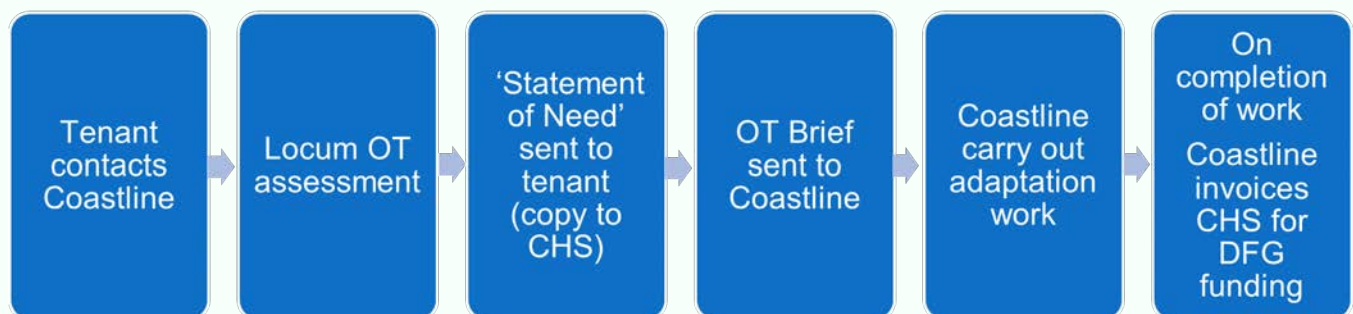 Tenant
contacts
Coastline
Locum OT
assessment
‘Statement
of Need’
sent to
tenant
(copy to
CHS)
OT Brief
sent to
Coastline
Coastline
carry out
adaptation
work
On
completion
of work
Coastline
invoices
CHS for
DFG
funding